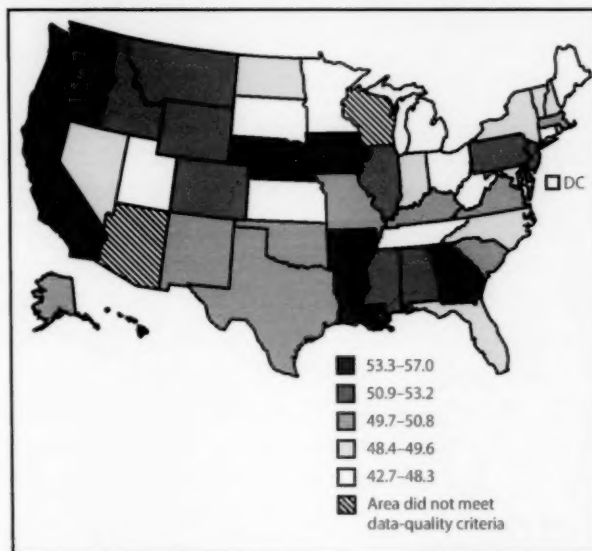 DC
53.3–57.0
50.9–53.2
49.7–50.8
48.4–49.6
42.7–48.3
Area did not meet
data-quality criteria